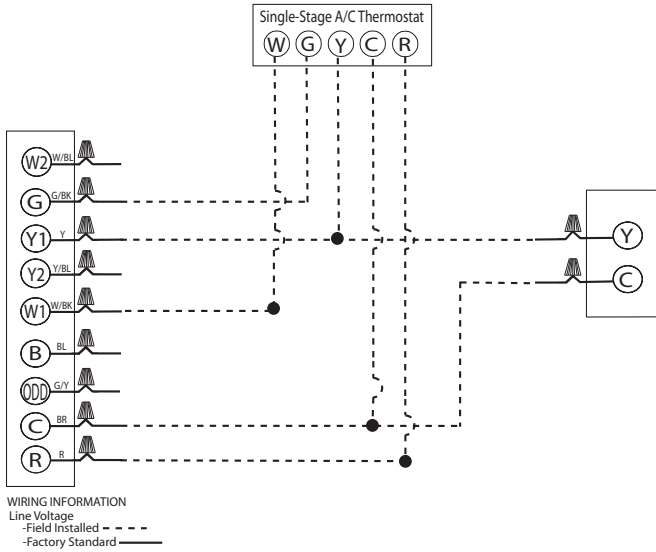 Single-Stage A/C Thermostat
W G Y C R
W2 W/BL
G G/BK
Y1 Y
Y2 Y/BL
W1 W/BK
B BL
ODD G/Y
C BR
R R
Y
C
WIRING INFORMATION
Line Voltage
-Field Installed
-Factory Standard